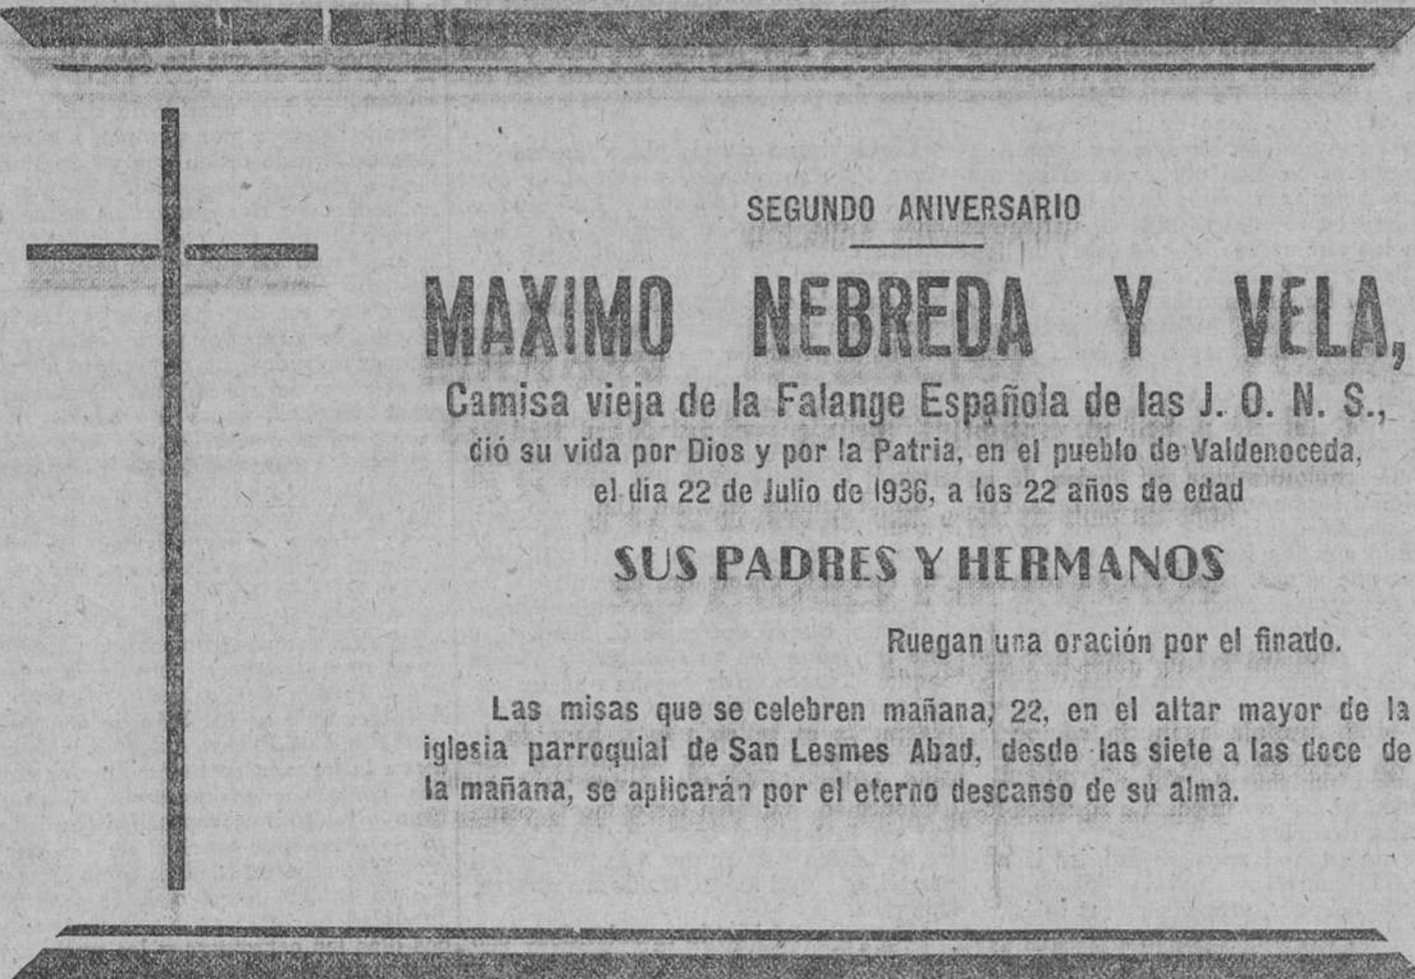 SEGUNDO ANIVERSARIO
MAXIMO NEBREDA Y VELA,
Camisa vieja de la Falange Española de las J. O. N. S.,
dió su vida por Dios y por la Patria, en el pueblo de Valdenoceda,
el dia 22 de Julio de 1936, a los 22 años de edad
SUS PADRES Y HERMANOS
Ruegan una oración por el finado.
Las misas que se celebren mañana, 22, en el altar mayor de la
iglesia parroquial de San Lesmes Abad, desde las siete a las doce de
la mañana, se aplicarán por el eterno descanso de su alma.